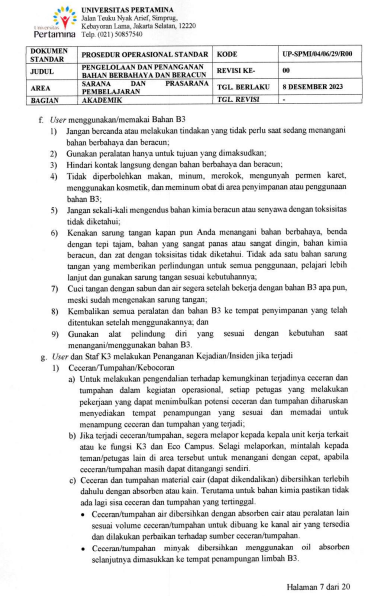 UNIVERSITAS PERTAMINA
Jalan Teuku Nyak Arief, Simprug,
Kebayoran Lama, Jakarta Selatan, 12220
Telp. (021) 50857540
Universitas
Pertamina
DOKUMEN STANDAR PROSEDUR OPERASIONAL STANDAR KODE UP-SPMI/04/06/29/R00
JUDUL PENGELOLAAN DAN PENANGANAN BAHAN BERBAHAYA DAN BERACUN REVISI KE- 00
AREA SARANA DAN PRASARANA PEMBELAJARAN TGL. BERLAKU 8 DESEMBER 2023
BAGIAN AKADEMIK TGL. REVISI -
f. User menggunakan/memakai Bahan B3
1) Jangan bercanda atau melakukan tindakan yang tidak perlu saat sedang menangani
bahan berbahaya dan beracun;
2) Gunakan peralatan hanya untuk tujuan yang dimaksudkan;
3) Hindari kontak langsung dengan bahan berbahaya dan beracun;
4) Tidak diperbolehkan makan, minum, merokok, mengunyah permen karet,
menggunakan kosmetik, dan meminum obat di area penyimpanan atau penggunaan
bahan B3;
5) Jangan sekali-kali mengendus bahan kimia beracun atau senyawa dengan toksisitas
tidak diketahui;
6) Kenakan sarung tangan kapan pun Anda menangani bahan berbahaya, benda
dengan tepi tajam, bahan yang sangat panas atau sangat dingin, bahan kimia
beracun, dan zat dengan toksisitas tidak diketahui. Tidak ada satu bahan sarung
tangan yang memberikan perlindungan untuk semua penggunaan, pelajari lebih
lanjut dan gunakan sarung tangan sesuai kebutuhannya;
7) Cuci tangan dengan sabun dan air segera setelah bekerja dengan bahan B3 apa pun,
meski sudah mengenakan sarung tangan;
8) Kembalikan semua peralatan dan bahan B3 ke tempat penyimpanan yang telah
ditentukan setelah menggunakannya; dan
9) Gunakan alat pelindung diri yang sesuai dengan kebutuhan saat
menangani/menggunakan bahan B3.
g. User dan Staf K3 melakukan Penanganan Kejadian/Insiden jika terjadi
1) Ceceran/Tumpahan/Kebocoran
a) Untuk melakukan pengendalian terhadap kemungkinan terjadinya ceceran dan
tumpahan dalam kegiatan operasional, setiap petugas yang melakukan
pekerjaan yang dapat menimbulkan potensi ceceran dan tumpahan diharuskan
menyediakan tempat penampungan yang sesuai dan memadai untuk
menampung ceceran dan tumpahan yang terjadi;
b) Jika terjadi ceceran/tumpahan, segera melapor kepada kepala unit kerja terkait
atau ke fungsi K3 dan Eco Campus. Selagi melaporkan, mintalah kepada
teman/petugas lain di area tersebut untuk menangani dengan cepat, apabila
ceceran/tumpahan masih dapat ditangangi sendiri.
c) Ceceran dan tumpahan material cair (dapat dikendalikan) dibersihkan terlebih
dahulu dengan absorben atau kain. Terutama untuk bahan kimia pastikan tidak
ada lagi sisa ceceran dan tumpahan yang tertinggal.
• Ceceran/tumpahan air dibersihkan dengan absorben cair atau peralatan lain
sesuai volume ceceran/tumpahan untuk dibuang ke kanal air yang tersedia
dan dilakukan perbaikan terhadap sumber ceceran/tumpahan.
• Ceceran/tumpahan minyak dibersihkan menggunakan oil absorben
selanjutnya dimasukkan ke tempat penampungan limbah B3.
Halaman 7 dari 20